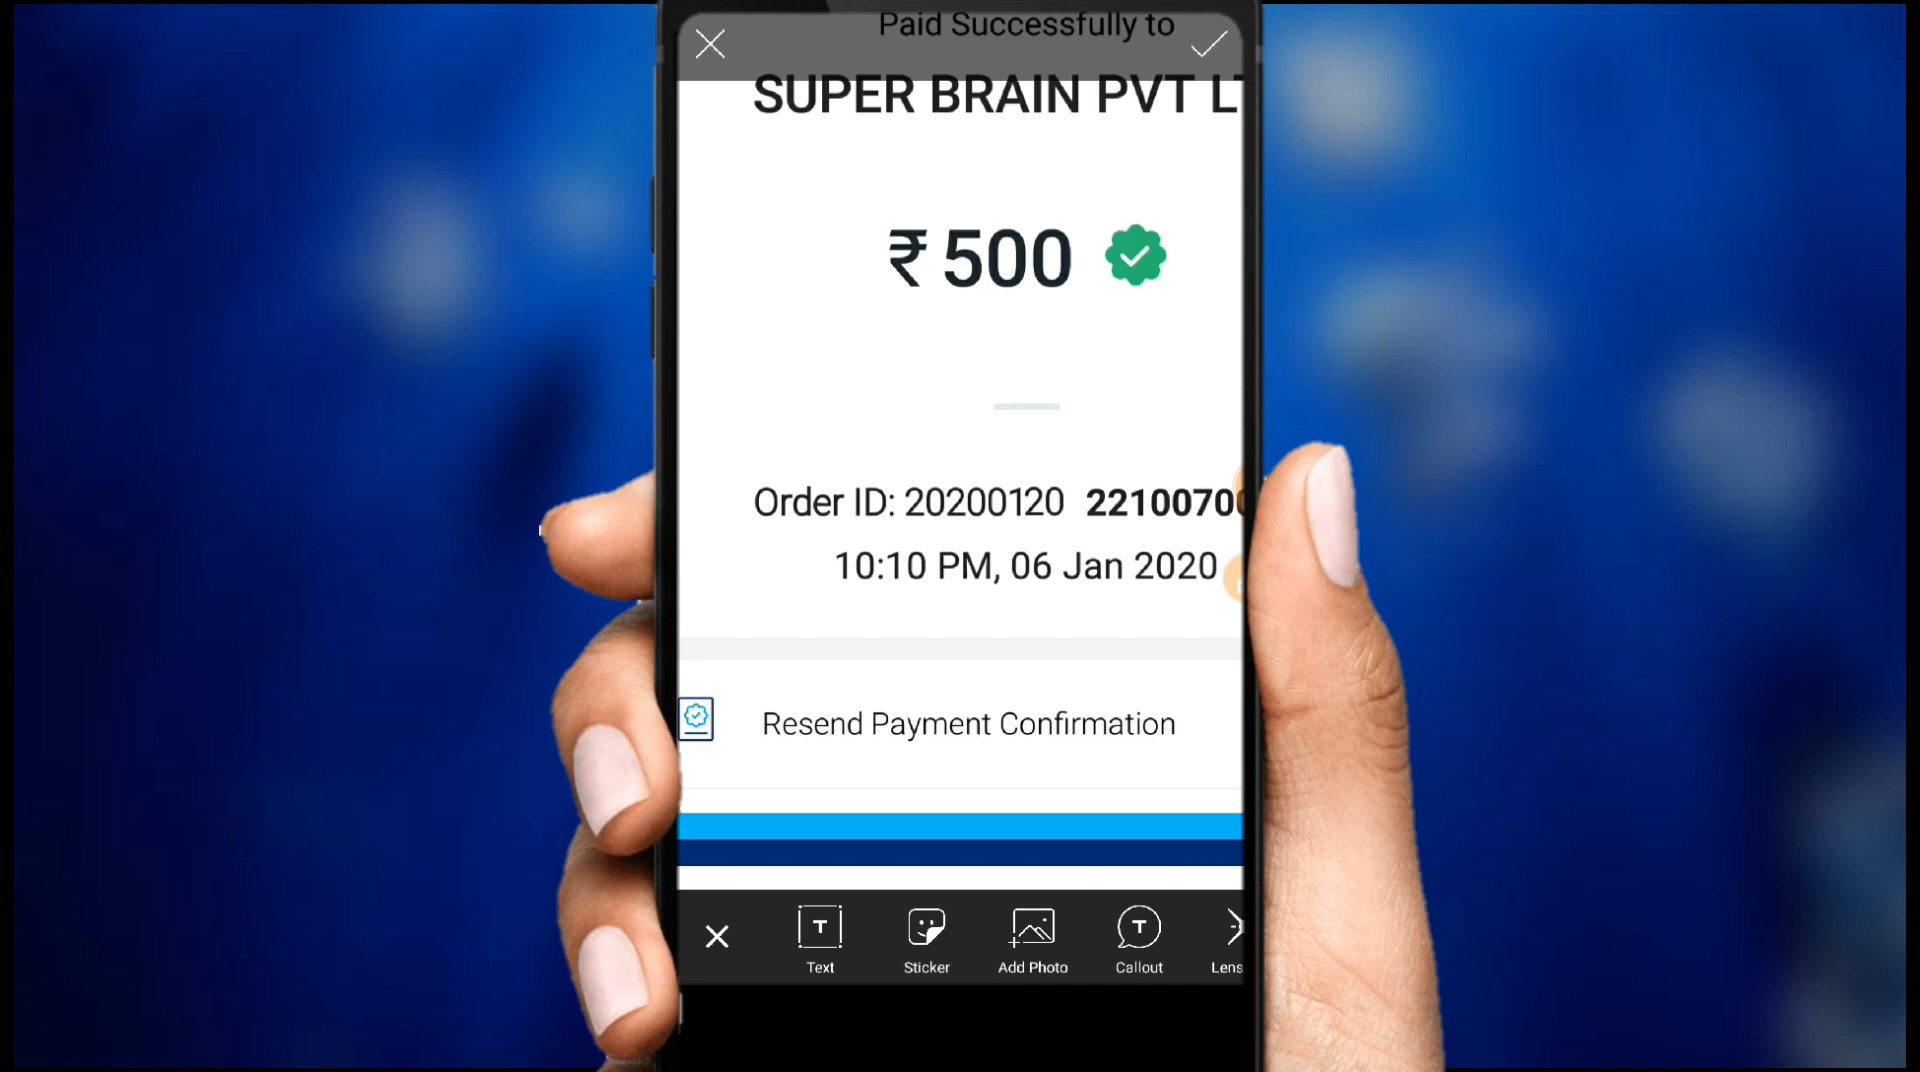 Paid Successfully to
SUPER BRAIN PVT LT
₹500
Order ID: 20200120 2210070
10:10 PM, 06 Jan 2020
Resend Payment Confirmation
Text
Sticker
Add Photo
Callout
Lens